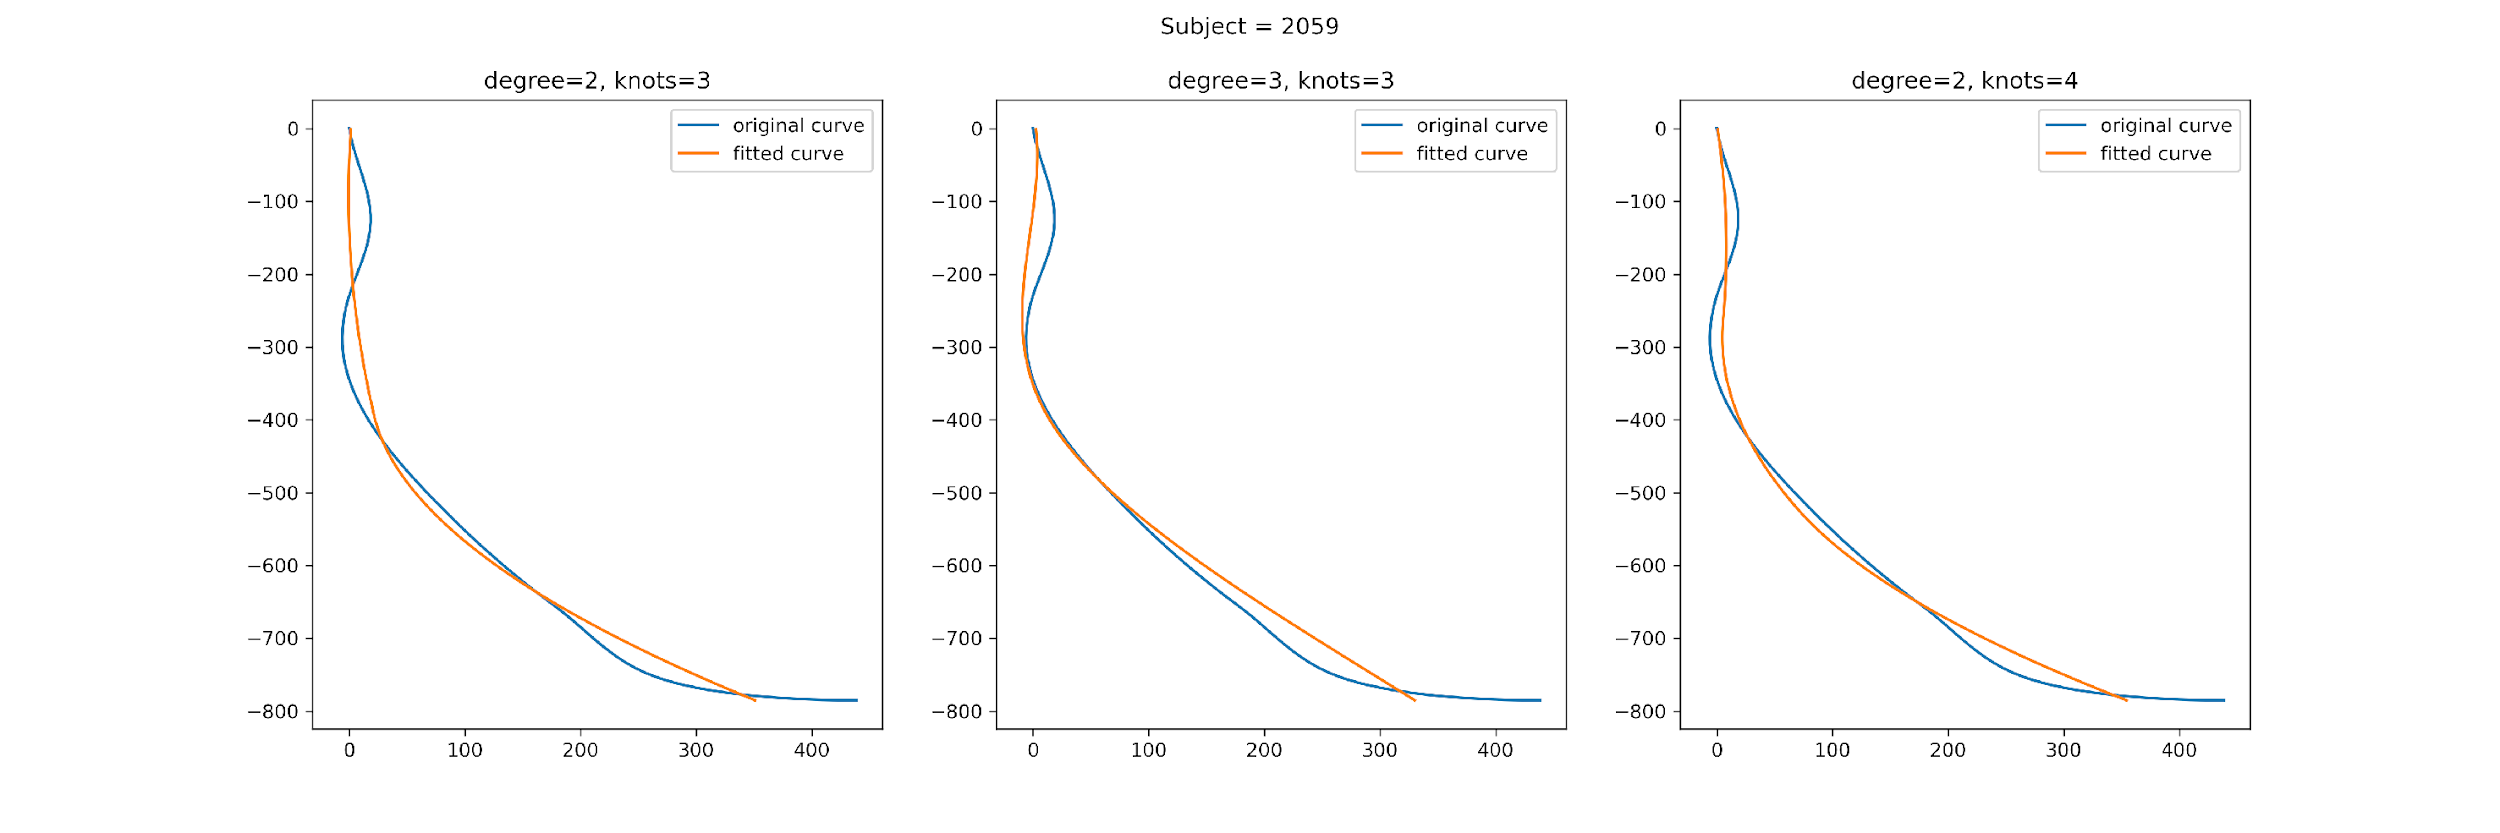 Subject = 2059
degree=2, knots=3
original curve
fitted curve
0
−100
−200
−300
−400
−500
−600
−700
−800
0 100 200 300 400
degree=3, knots=3
original curve
fitted curve
0
−100
−200
−300
−400
−500
−600
−700
−800
0 100 200 300 400
degree=2, knots=4
original curve
fitted curve
0
−100
−200
−300
−400
−500
−600
−700
−800
0 100 200 300 400